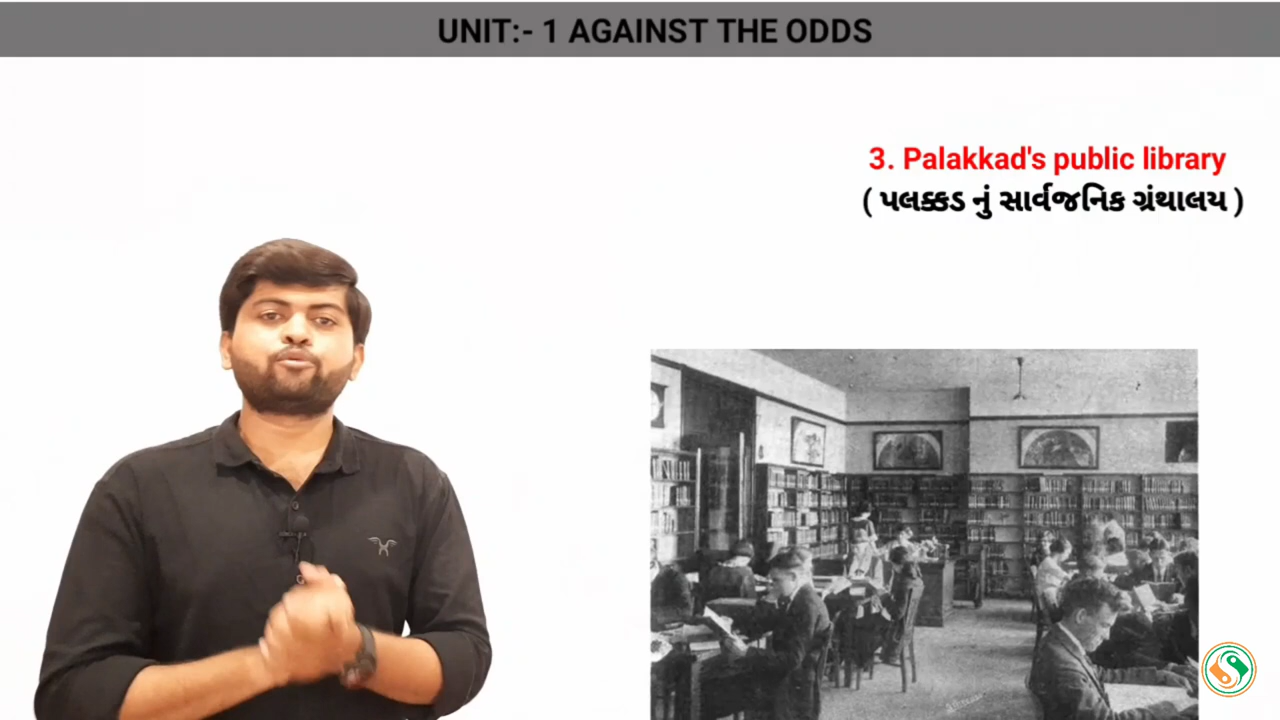 UNIT:- 1 AGAINST THE ODDS
3. Palakkad's public library
( પલક્કડ નું સાર્વજનિક ગ્રંથાલય )